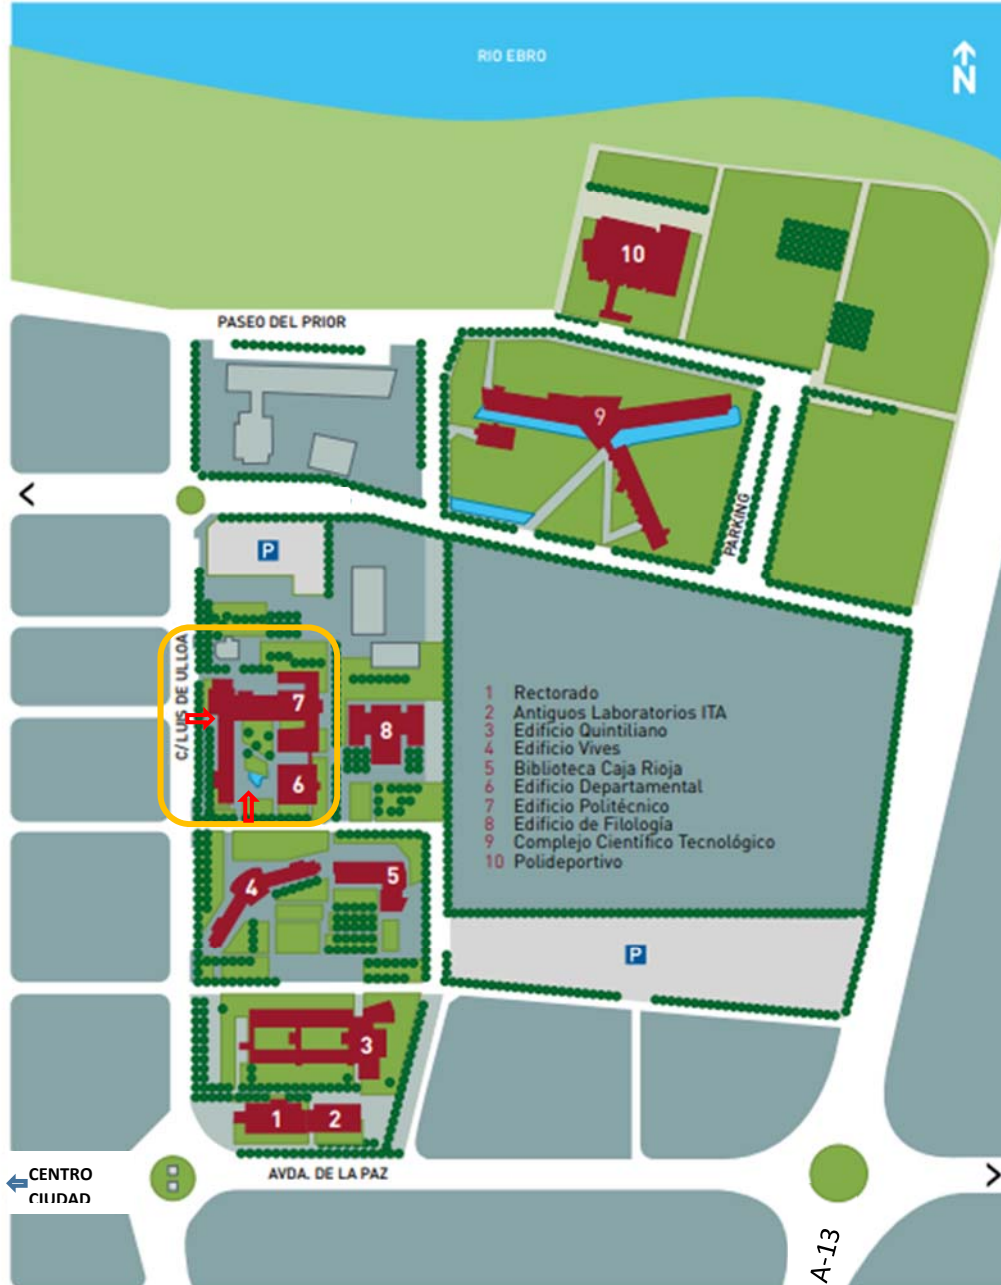 RIO EBRO
N
10
PASEO DEL PRIOR
9
PARKING
P
C/ LUIS DE ULLOA
7
8
6
1 Rectorado
2 Antiguos Laboratorios ITA
3 Edificio Quintiliano
4 Edificio Vives
5 Biblioteca Caja Rioja
6 Edificio Departamental
7 Edificio Politécnico
8 Edificio de Filología
9 Complejo Científico Tecnológico
10 Polideportivo
4
5
P
3
1
2
CENTRO
CIUDAD
AVDA. DE LA PAZ
A-13